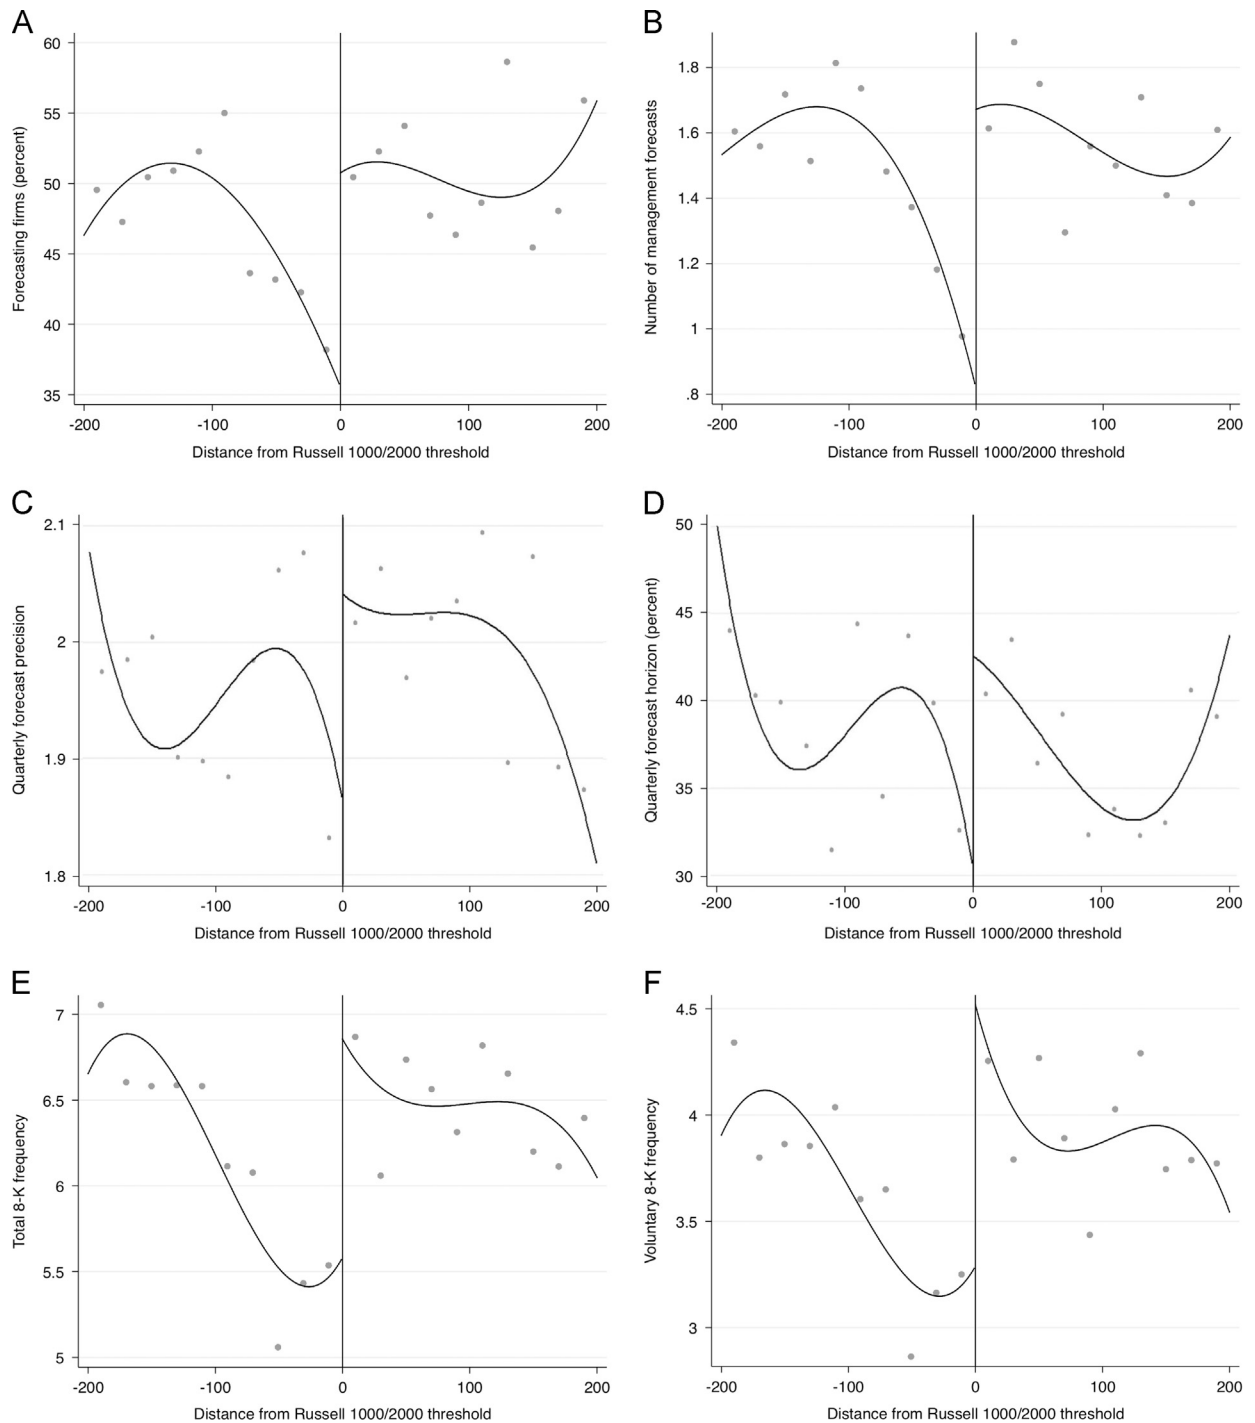 A
Forecasting firms (percent)
60
55
50
45
40
35
-200 -100 0 100 200
Distance from Russell 1000/2000 threshold
B
Number of management forecasts
1.8
1.6
1.4
1.2
1
.8
-200 -100 0 100 200
Distance from Russell 1000/2000 threshold
C
Quarterly forecast precision
2.1
2
1.9
1.8
-200 -100 0 100 200
Distance from Russell 1000/2000 threshold
D
Quarterly forecast horizon (percent)
50
45
40
35
30
-200 -100 0 100 200
Distance from Russell 1000/2000 threshold
E
Total 8-K frequency
7
6.5
6
5.5
5
-200 -100 0 100 200
Distance from Russell 1000/2000 threshold
F
Voluntary 8-K frequency
4.5
4
3.5
3
-200 -100 0 100 200
Distance from Russell 1000/2000 threshold